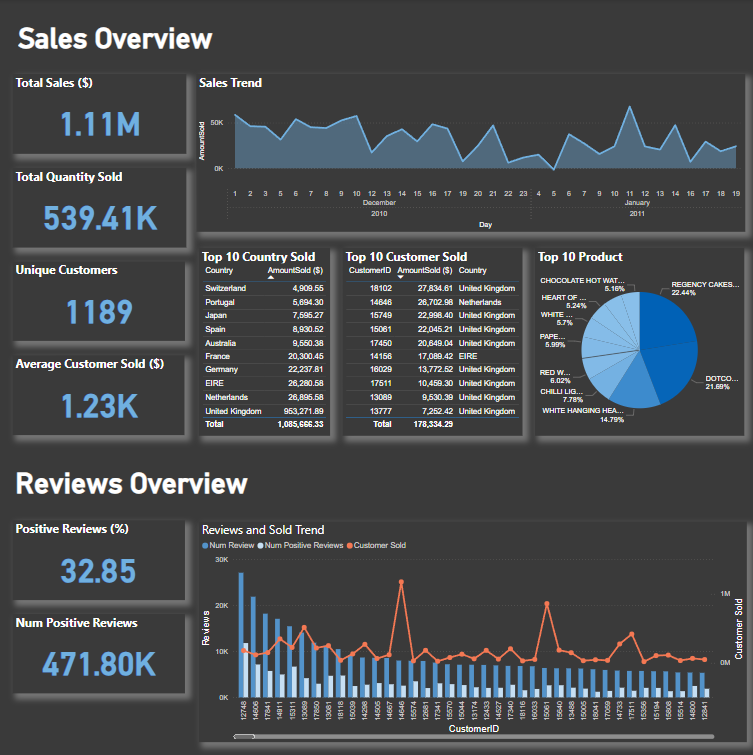 Sales Overview
Total Sales ($)
1.11M
Total Quantity Sold
539.41K
Unique Customers
1189
Average Customer Sold ($)
1.23K
Sales Trend
AmountSold
50K
0K
1 2 3 5 6 7 8 9 10 12 13 14 15 16 17 19 20 21 22 23 4 5 6 7 9 10 11 12 13 14 16 17 18 19
December January
2010 2011
Day
Top 10 Country Sold
Country AmountSold ($)
Switzerland 4,909.55
Portugal 5,694.30
Japan 7,595.27
Spain 8,930.52
Australia 9,550.38
France 20,300.45
Germany 22,237.81
EIRE 26,280.58
Netherlands 26,895.58
United Kingdom 953,271.89
Total 1,085,666.33
Top 10 Customer Sold
CustomerID AmountSold ($) Country
18102 27,834.61 United Kingdom
14646 26,702.98 Netherlands
15749 22,998.40 United Kingdom
15061 22,045.21 United Kingdom
17450 20,649.04 United Kingdom
14156 17,089.42 EIRE
16029 13,772.52 United Kingdom
17511 10,459.30 United Kingdom
13089 9,530.39 United Kingdom
13777 7,252.42 United Kingdom
Total 178,334.29
Top 10 Product
CHOCOLATE HOT WAT...
5.16%
HEART OF ...
5.24%
WHITE ...
5.7%
PAPE...
5.99%
RED W...
6.02%
CHILLI LIG...
7.78%
WHITE HANGING HEA...
14.79%
REGENCY CAKES...
22.44%
DOTCO...
21.69%
Reviews Overview
Positive Reviews (%)
32.85
Num Positive Reviews
471.80K
Reviews and Sold Trend
Num Review Num Positive Reviews Customer Sold
Reviews
30K
20K
10K
0K
1M
0M
Customer Sold
12748 14606 17841 14911 15311 13089 17850 13081 18118 15039 14298 14505 14667 14646 15574 12681 17341 15570 15044 13174 12433 14527 17340 18116 16033 15061 15640 13488 15005 18041 17059 14733 17511 15356 15194 15808 15514 14800 12841
CustomerID